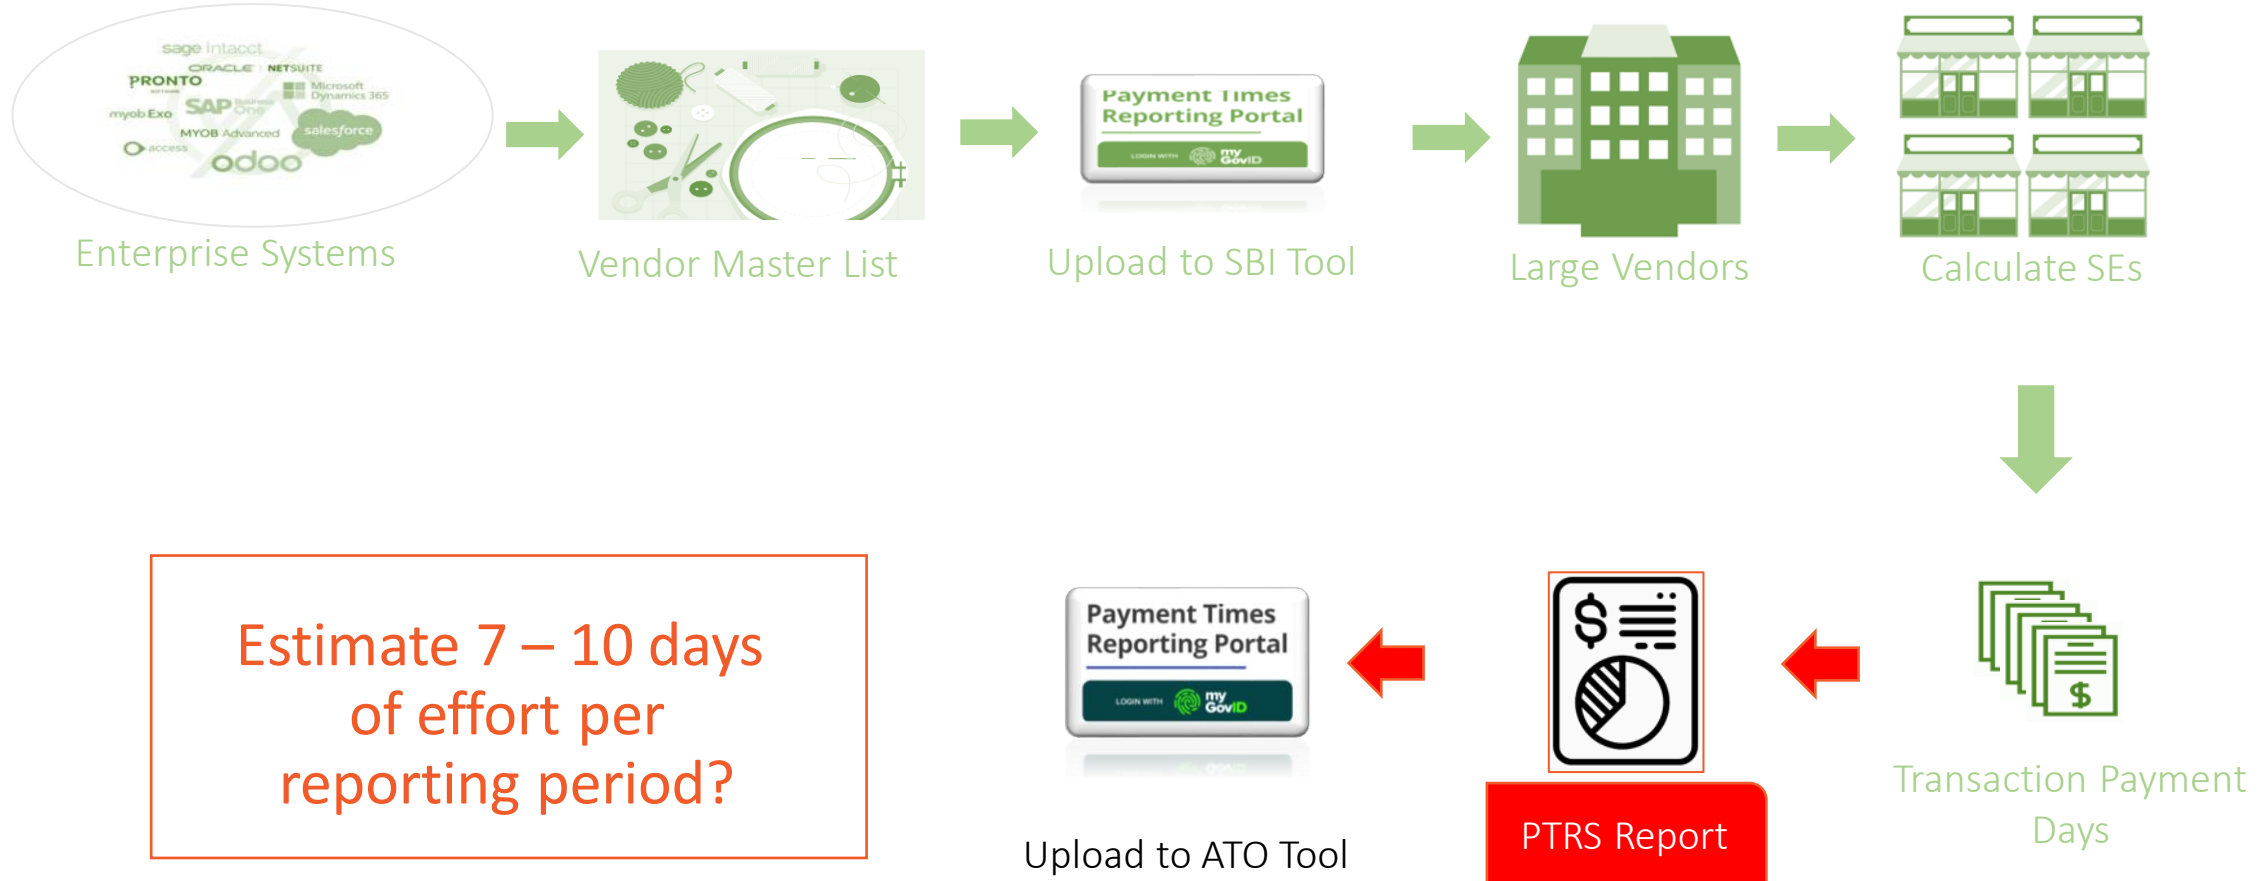 sage Intacct
ORACLE NETSUITE
PRONTO
SOFTWARE
Microsoft
Dynamics 365
SAP Business
One
myob Exo
MYOB Advanced
salesforce
access
odoo
Enterprise Systems
Vendor Master List
Payment Times
Reporting Portal
LOGIN WITH
my
GovID
Upload to SBI Tool
Large Vendors
Calculate SEs
Estimate 7 – 10 days
of effort per
reporting period?
Payment Times
Reporting Portal
LOGIN WITH
my
GovID
Upload to ATO Tool
$
PTRS Report
$
Transaction Payment
Days